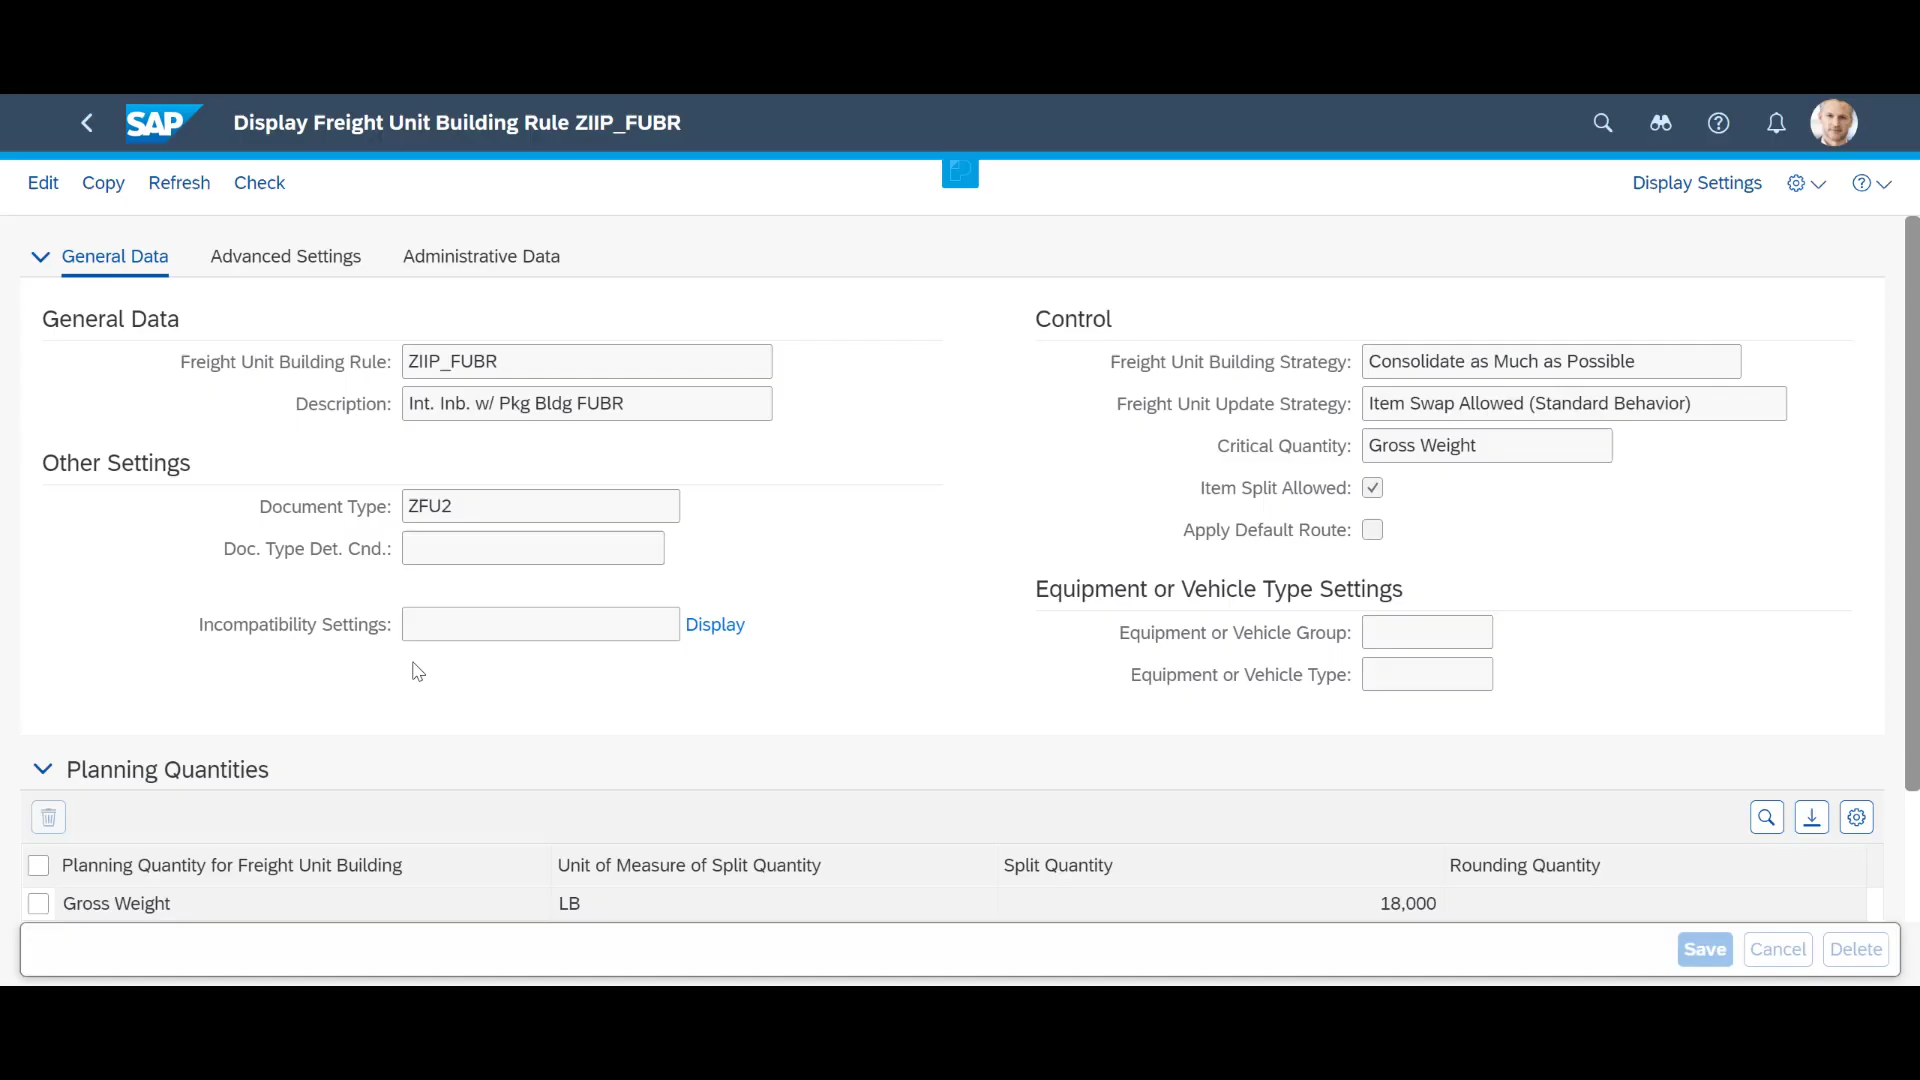 SAP Display Freight Unit Building Rule ZIIP_FUBR
Edit Copy Refresh Check Display Settings
General Data Advanced Settings Administrative Data
General Data
Freight Unit Building Rule: ZIIP_FUBR
Description: Int. Inb. w/ Pkg Bldg FUBR
Other Settings
Document Type: ZFU2
Doc. Type Det. Cnd.:
Incompatibility Settings: Display
Control
Freight Unit Building Strategy: Consolidate as Much as Possible
Freight Unit Update Strategy: Item Swap Allowed (Standard Behavior)
Critical Quantity: Gross Weight
Item Split Allowed:
Apply Default Route:
Equipment or Vehicle Type Settings
Equipment or Vehicle Group:
Equipment or Vehicle Type:
Planning Quantities
Planning Quantity for Freight Unit Building Unit of Measure of Split Quantity Split Quantity Rounding Quantity
Gross Weight LB 18,000
Save Cancel Delete